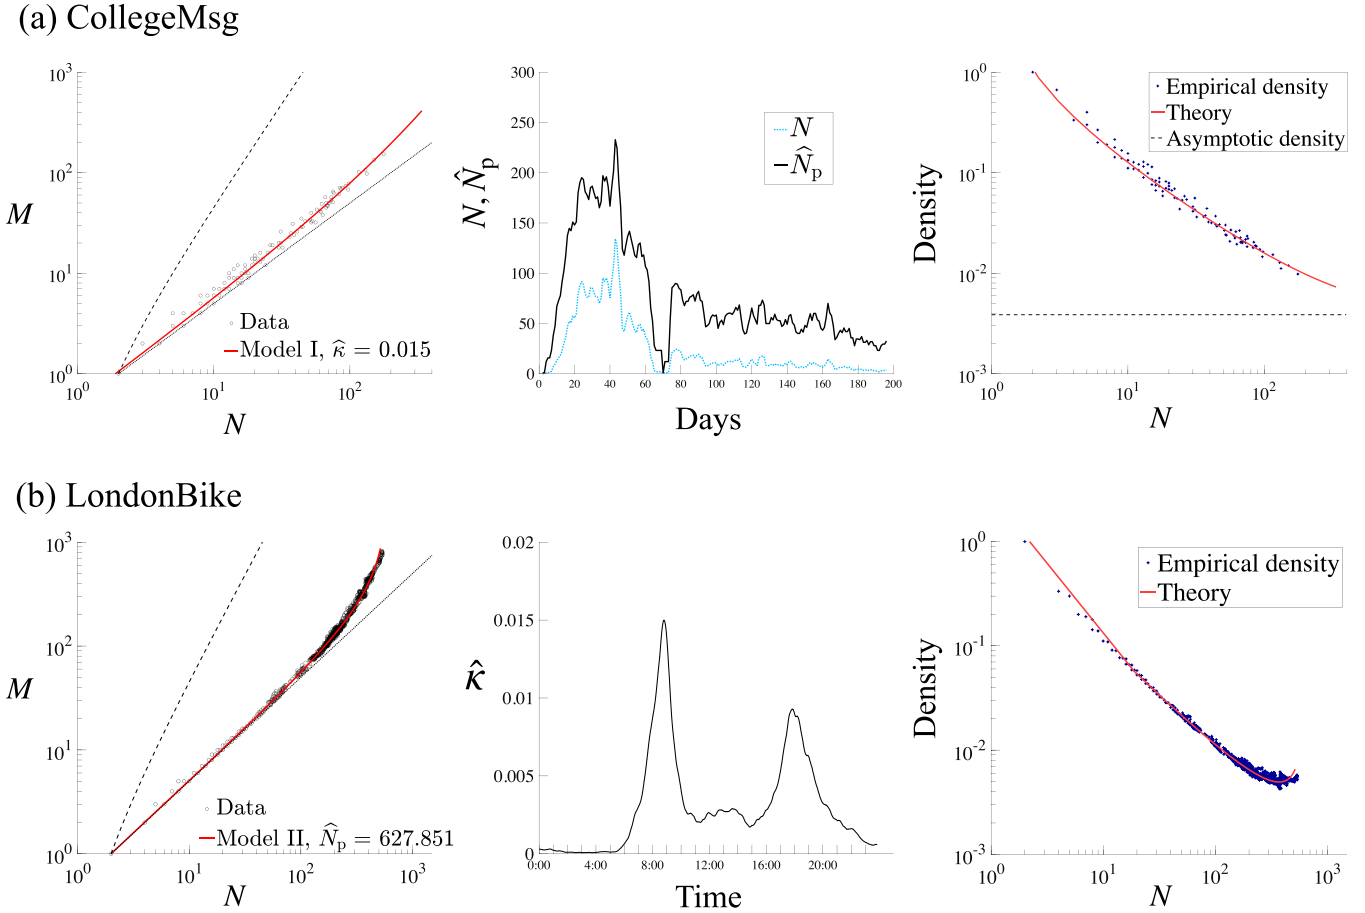 (a) CollegeMsg
10^3
10^2
10^1
10^0
M
Data
Model I, κ̂ = 0.015
10^0 10^1 10^2
N
300
250
200
150
100
50
0
N, N̂_p
N
N̂_p
0 20 40 60 80 100 120 140 160 180 200
Days
10^0
10^-1
10^-2
10^-3
Density
Empirical density
Theory
Asymptotic density
10^0 10^1 10^2
N
(b) LondonBike
10^3
10^2
10^1
10^0
M
Data
Model II, N̂_p = 627.851
10^0 10^1 10^2 10^3
N
0.02
0.015
0.01
0.005
0
κ̂
0:00 4:00 8:00 12:00 16:00 20:00
Time
10^0
10^-1
10^-2
10^-3
Density
Empirical density
Theory
10^0 10^1 10^2 10^3
N